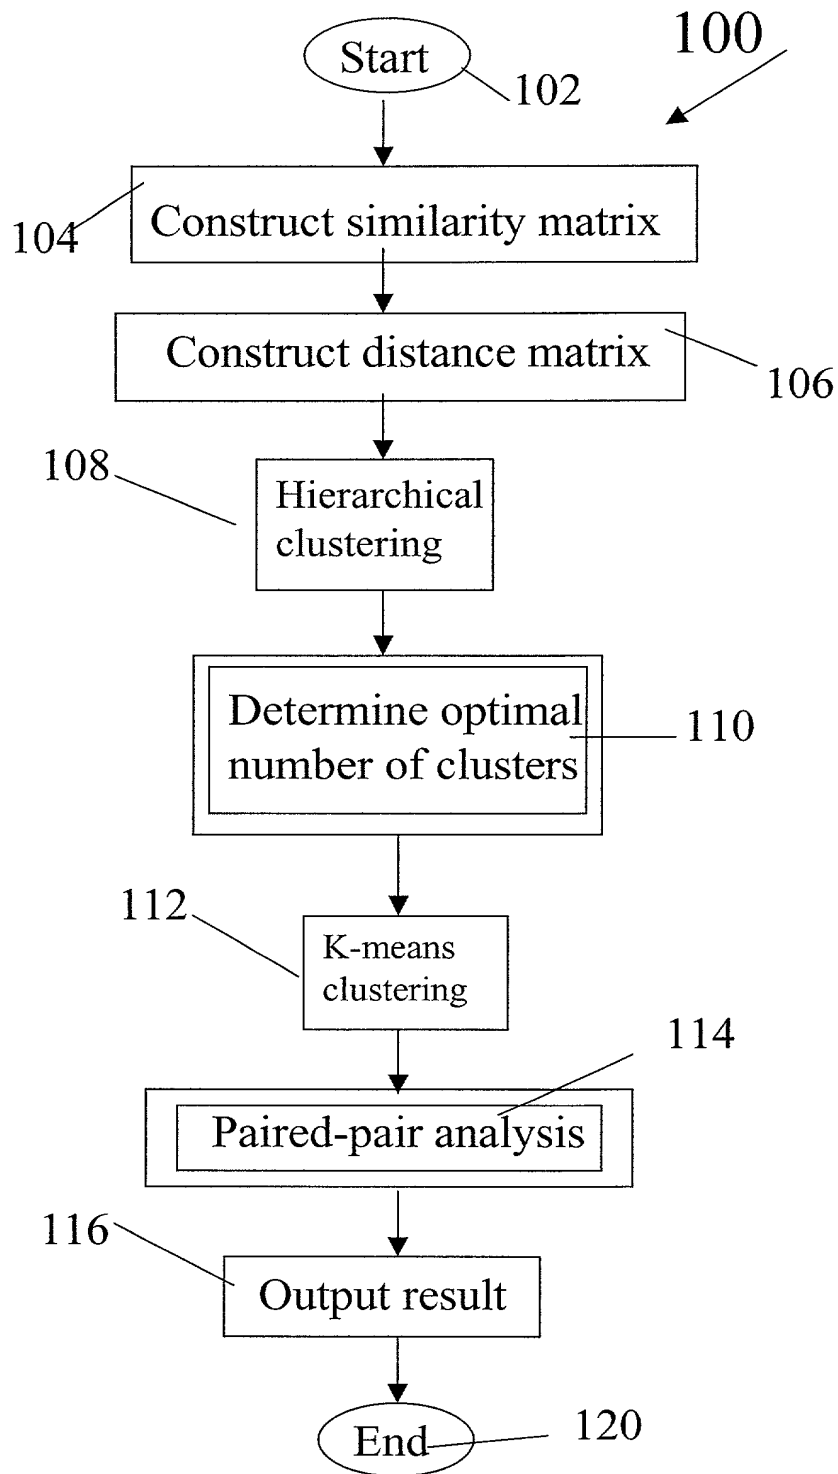 100
Start
102
104
Construct similarity matrix
Construct distance matrix
106
108
Hierarchical
clustering
Determine optimal
number of clusters
110
112
K-means
clustering
114
Paired-pair analysis
116
Output result
End
120